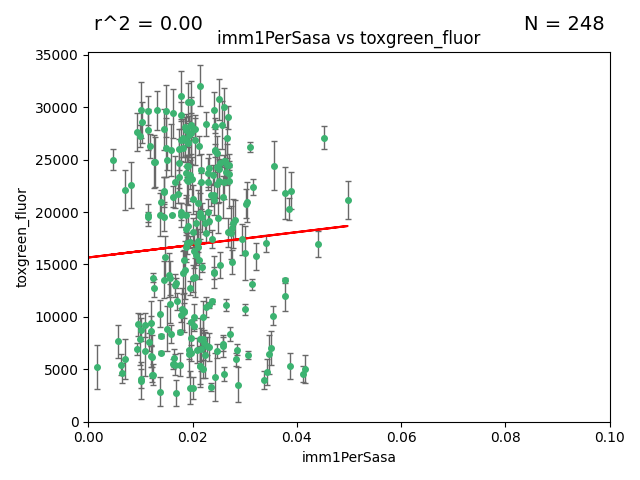 r^2 = 0.00
N = 248
imm1PerSasa vs toxgreen_fluor
35000
30000
25000
20000
15000
10000
5000
0
toxgreen_fluor
0.00
0.02
0.04
0.06
0.08
0.10
imm1PerSasa